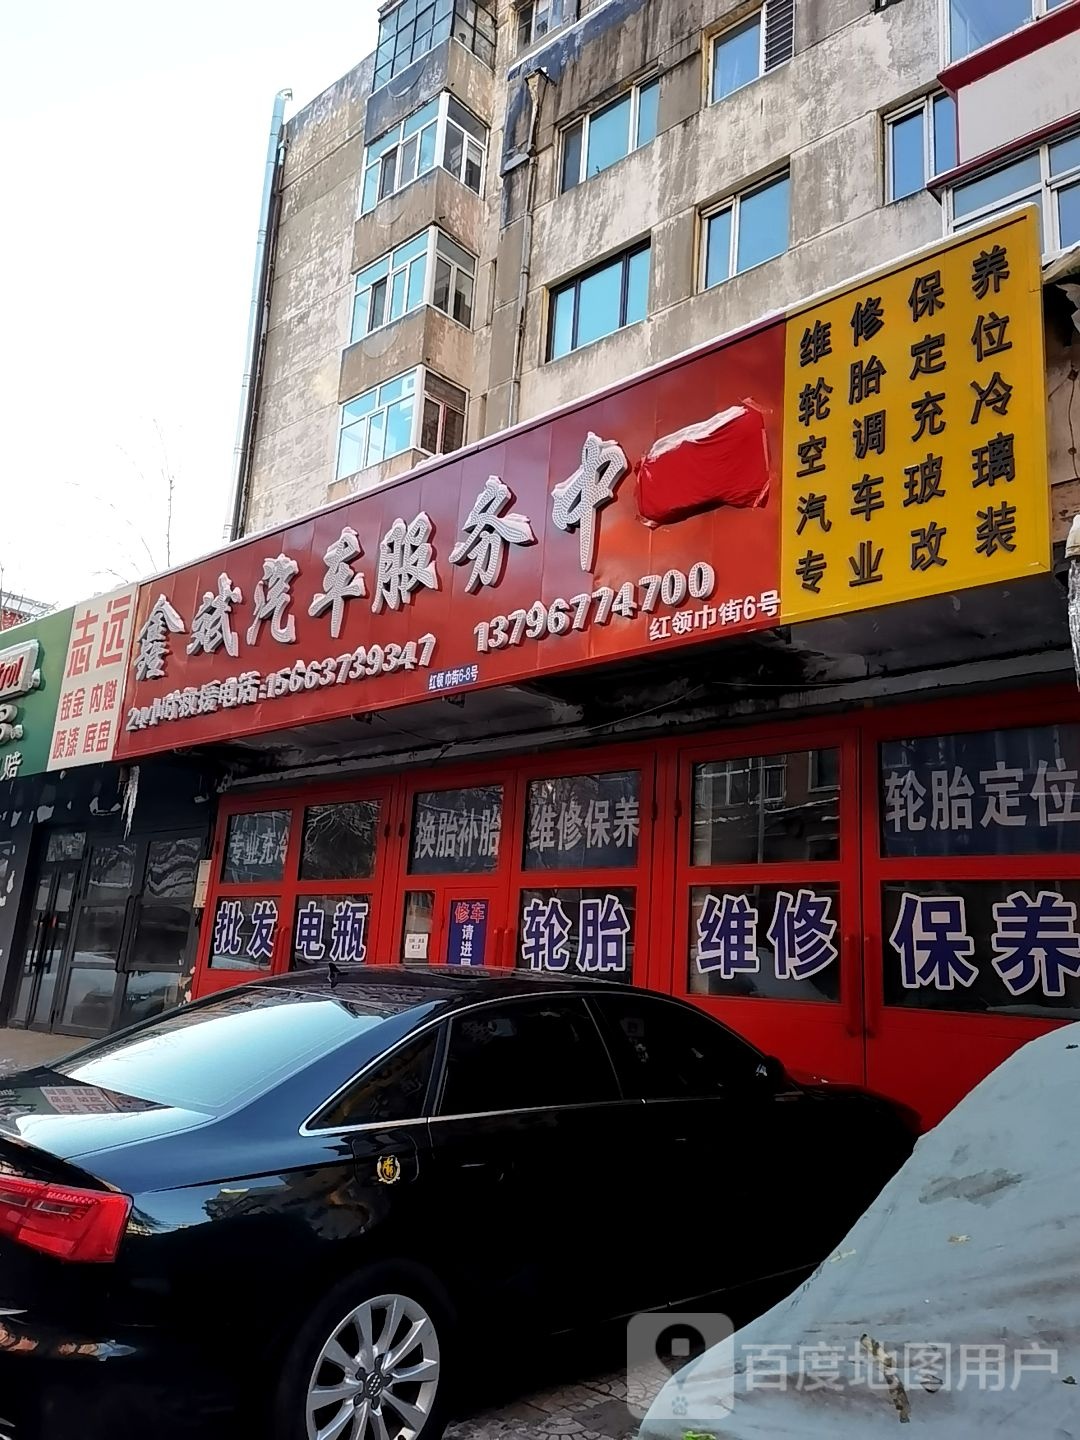 志远
钣金 内燃
喷漆 底盘
赔
鑫斌汽车服务中
24小时救援电话:15663739347 13796774700
红领巾街6-8号
红领巾街6号
维修保养
轮胎定位
空调充冷
汽车玻璃
专业改装
专业充冷
换胎补胎
维修保养
轮胎定位
批发
电瓶
修车
请进
轮胎
维修
保养
百度地图用户